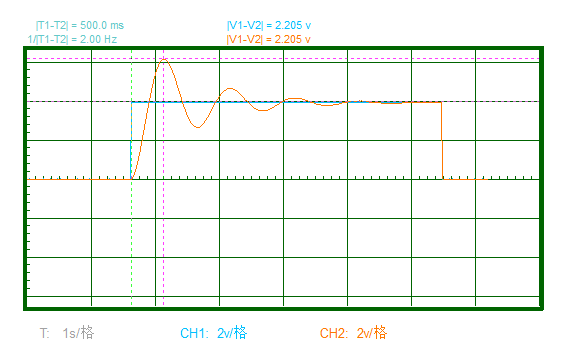 |T1-T2| = 500.0 ms |V1-V2| = 2.205 v
1/|T1-T2| = 2.00 Hz |V1-V2| = 2.205 v
T: 1s/格 CH1: 2v/格 CH2: 2v/格